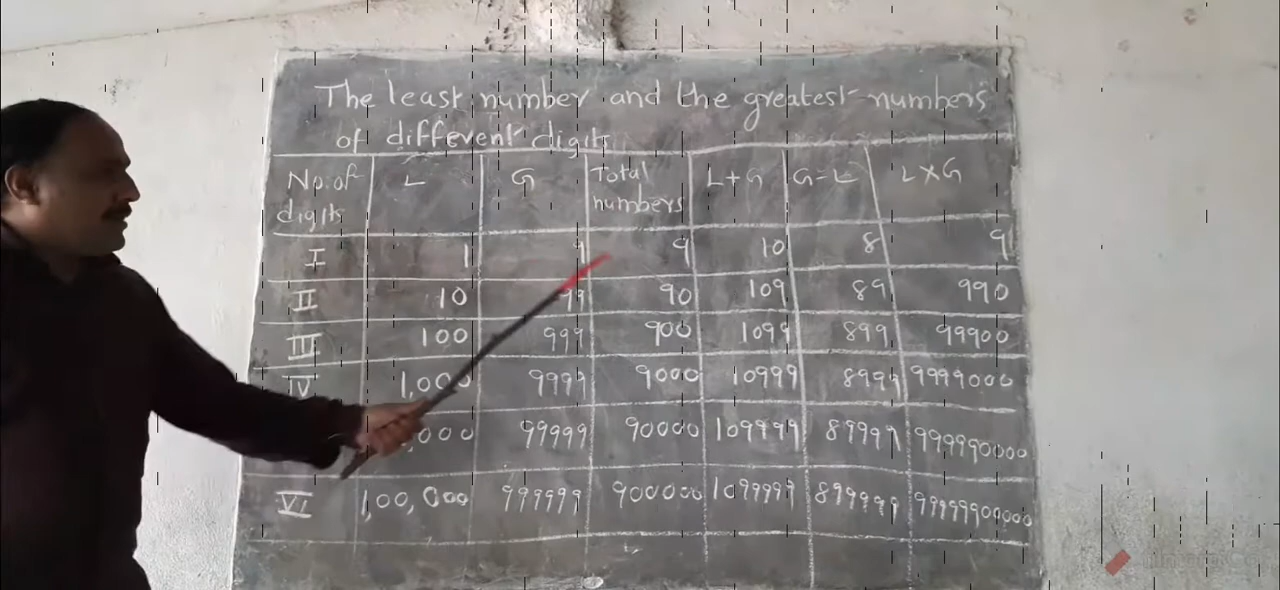 The least number and the greatest numbers
of different digits
No. of digits L G Total numbers L+G G-L L×G
I 1 9 9 10 8 9
II 10 99 90 109 89 990
III 100 999 900 1099 899 99900
IV 1,000 9999 9000 10999 8999 9999000
,000 99999 90000 109999 89999 999990000
VI 1,00,000 999999 900000 1099999 899999 99999900000